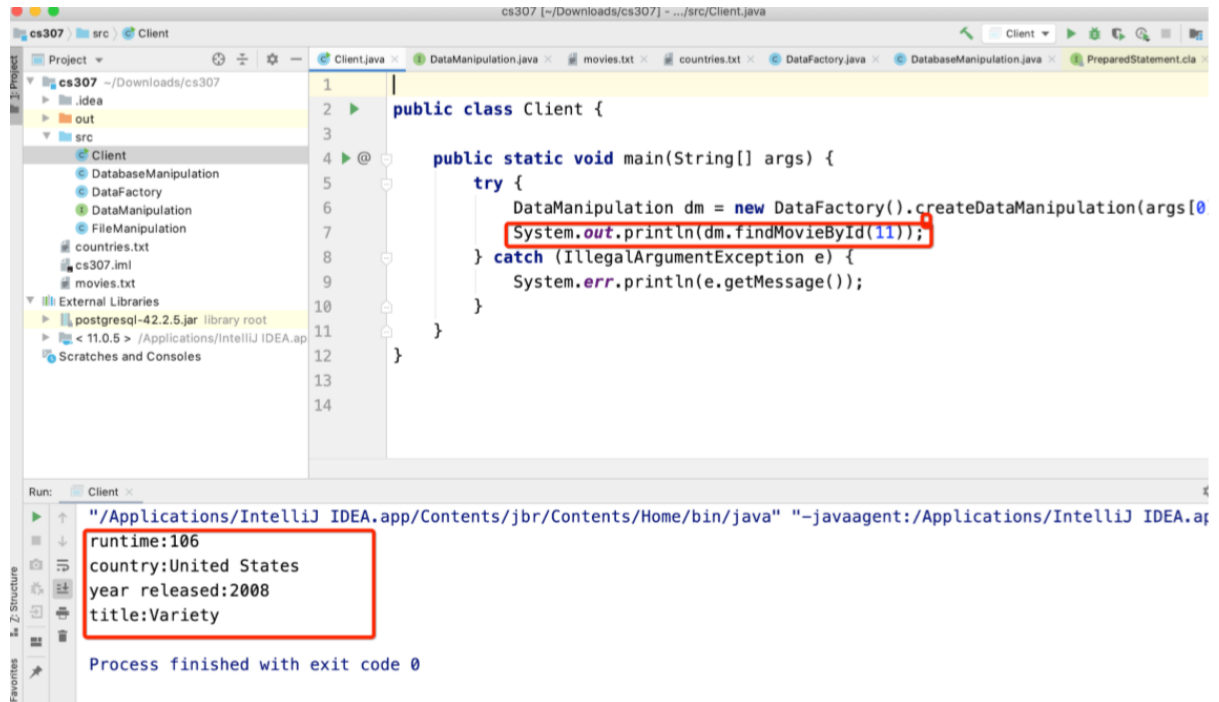 cs307 [~/Downloads/cs307] - .../src/Client.java
cs307 src Client
Client
Project
Client.java DataManipulation.java movies.txt countries.txt DataFactory.java DatabaseManipulation.java PreparedStatement.cla
1: Project
cs307 ~/Downloads/cs307
.idea
out
src
Client
DatabaseManipulation
DataFactory
DataManipulation
FileManipulation
countries.txt
cs307.iml
movies.txt
External Libraries
postgresql-42.2.5.jar library root
< 11.0.5 > /Applications/IntelliJ IDEA.ap
Scratches and Consoles
1
2 public class Client {
3
4 @ public static void main(String[] args) {
5 try {
6 DataManipulation dm = new DataFactory().createDataManipulation(args[0
7 System.out.println(dm.findMovieById(11));
8 } catch (IllegalArgumentException e) {
9 System.err.println(e.getMessage());
10 }
11 }
12 }
13
14
Run: Client
"/Applications/IntelliJ IDEA.app/Contents/jbr/Contents/Home/bin/java" "-javaagent:/Applications/IntelliJ IDEA.ap
runtime:106
country:United States
year released:2008
title:Variety
Process finished with exit code 0
Z: Structure
Favorites